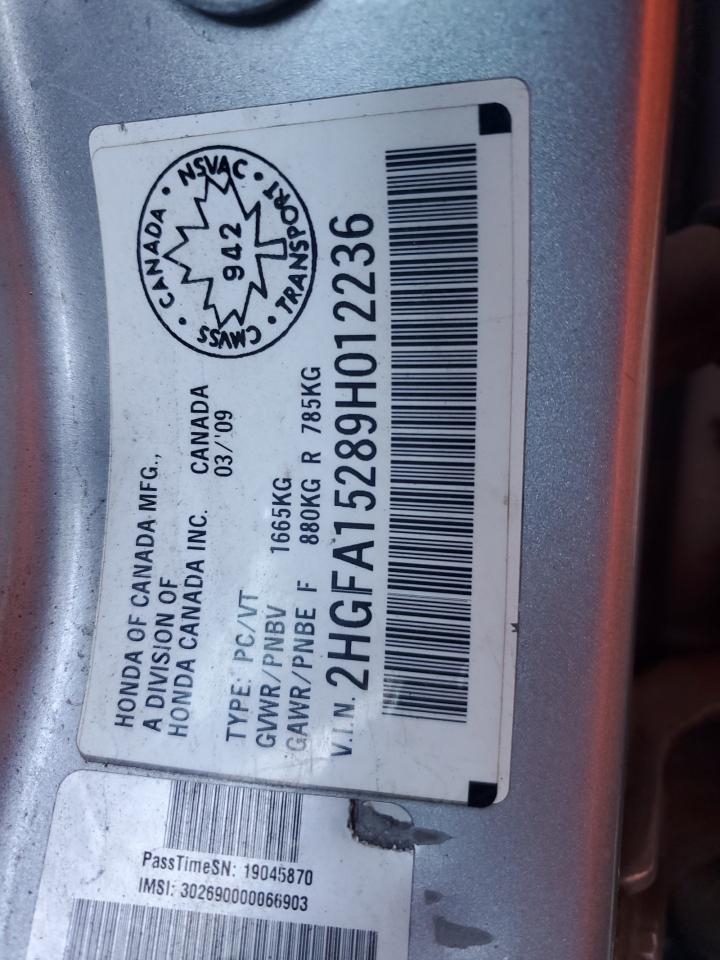 HONDA OF CANADA MFG.,
A DIVISION OF
HONDA CANADA INC. CANADA
03/'09
TYPE: PC/VT
GVWR/PNBV 1665KG
GAWR/PNBE F 880KG R 785KG
V.I.N. 2HGFA15289H012236
CANADA • NSVAC • TRANSPORT • CMVSS •
942
PassTimeSN: 19045870
IMSI: 302690000066903